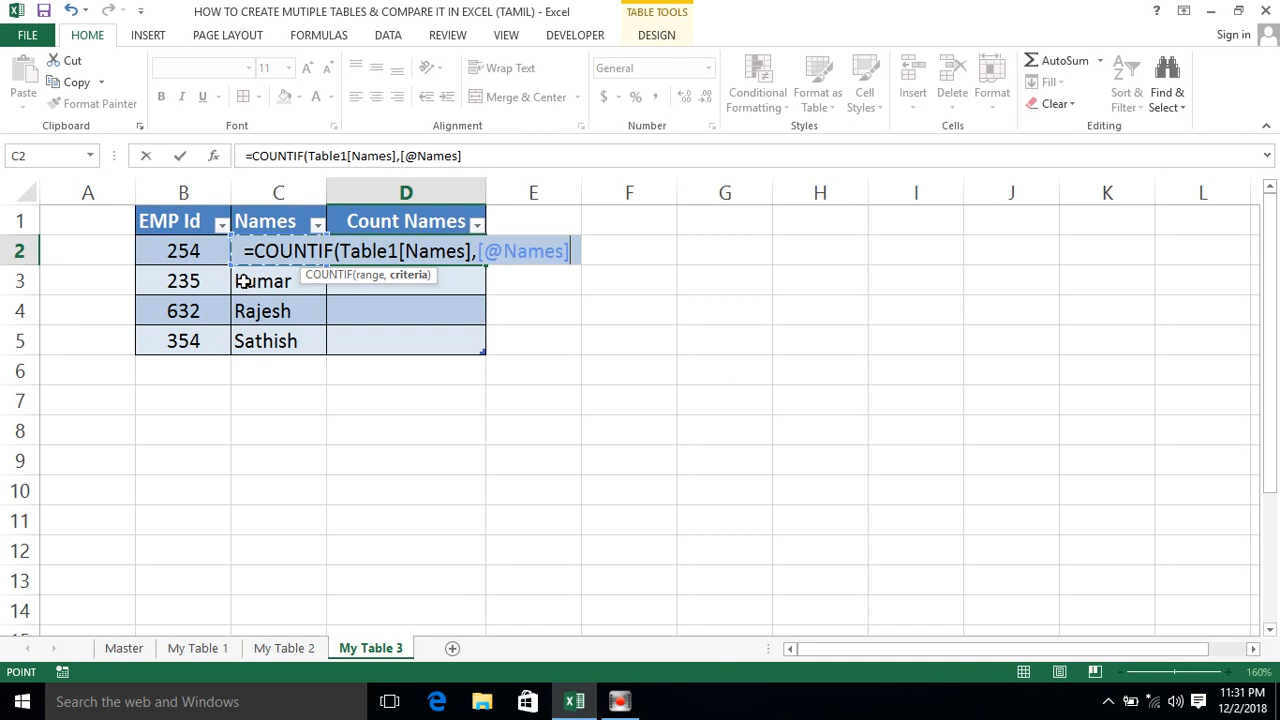 HOW TO CREATE MUTIPLE TABLES & COMPARE IT IN EXCEL (TAMIL) - Excel
TABLE TOOLS
?
FILE HOME INSERT PAGE LAYOUT FORMULAS DATA REVIEW VIEW DEVELOPER DESIGN Sign in
Paste
Cut
Copy
Format Painter
Clipboard
11 A A
B I U A
Font
Wrap Text
Merge & Center
Alignment
General
$ % ,
Number
Conditional Formatting
Format as Table
Cell Styles
Styles
Insert Delete Format
Cells
AutoSum
Fill
Clear
Sort & Filter
Find & Select
Editing
C2 fx =COUNTIF(Table1[Names],[@Names]
A B C D E F G H I J K L
1 EMP Id Names Count Names
2 254 =COUNTIF(Table1[Names],[@Names]
COUNTIF(range, criteria)
3 235 Kumar
4 632 Rajesh
5 354 Sathish
6
7
8
9
10
11
12
13
14
Master My Table 1 My Table 2 My Table 3
POINT 160%
Search the web and Windows
11:31 PM
12/2/2018